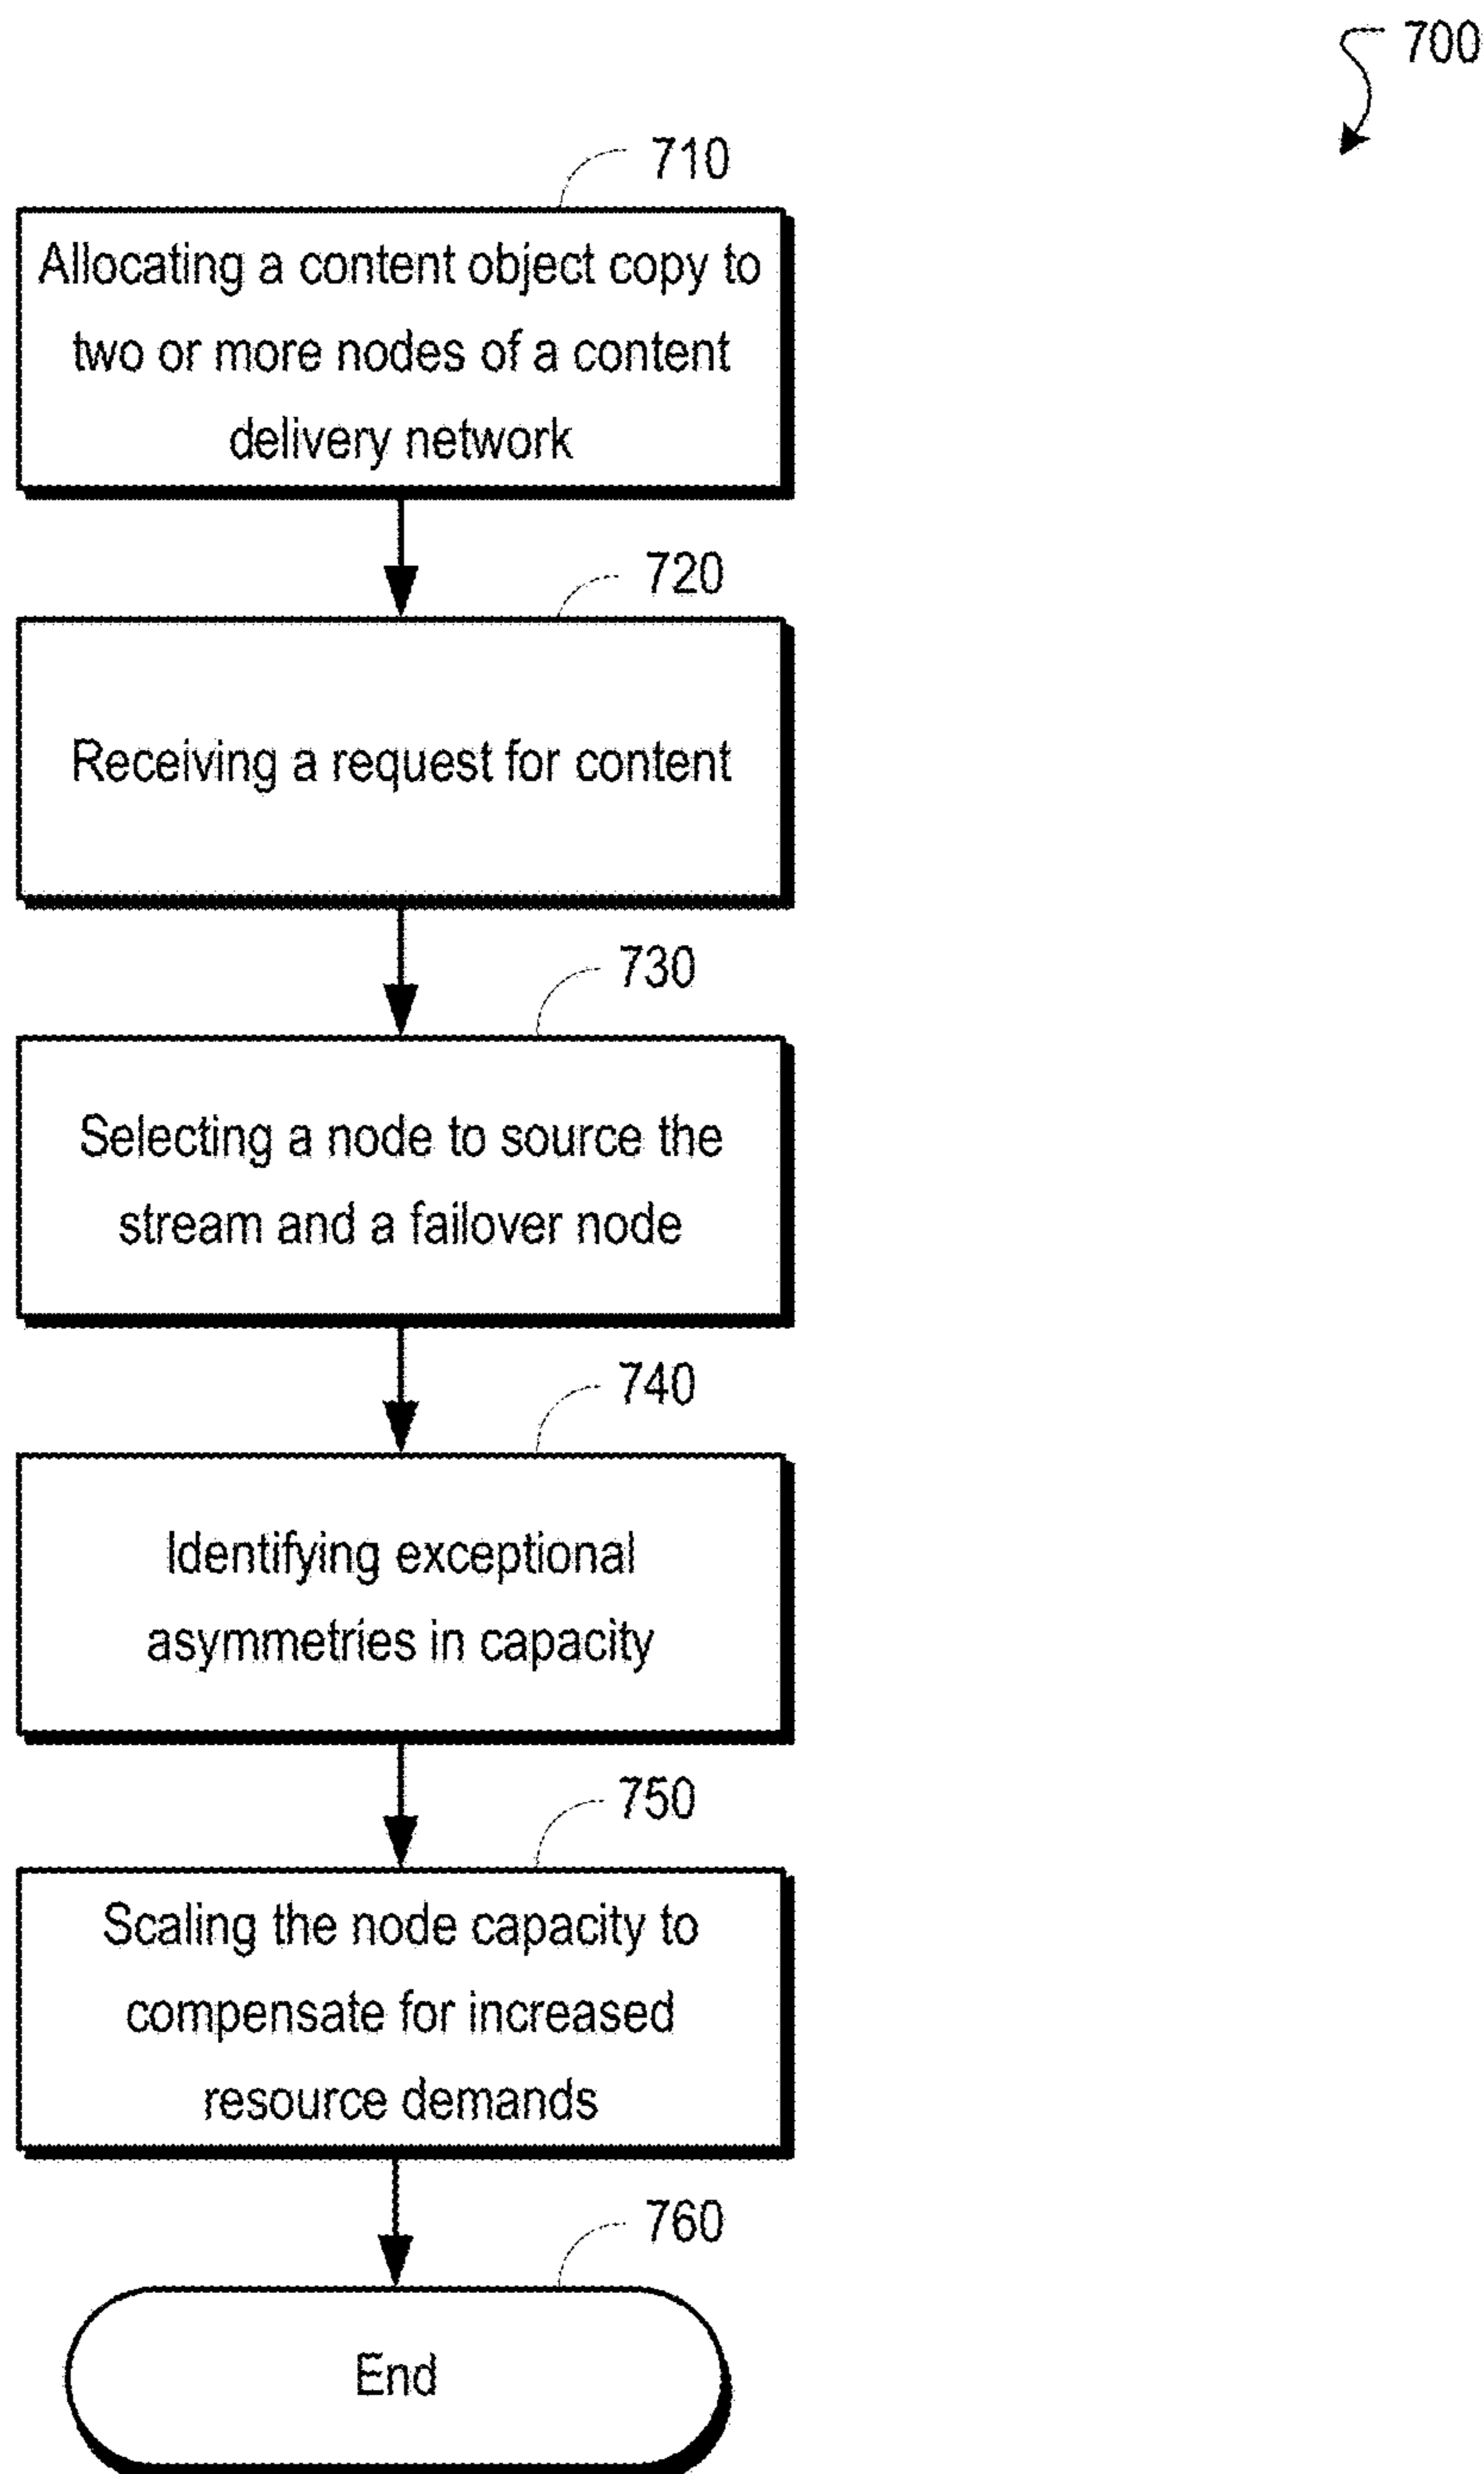 700
710
Allocating a content object copy to
two or more nodes of a content
delivery network
720
Receiving a request for content
730
Selecting a node to source the
stream and a failover node
740
Identifying exceptional
asymmetries in capacity
750
Scaling the node capacity to
compensate for increased
resource demands
760
End